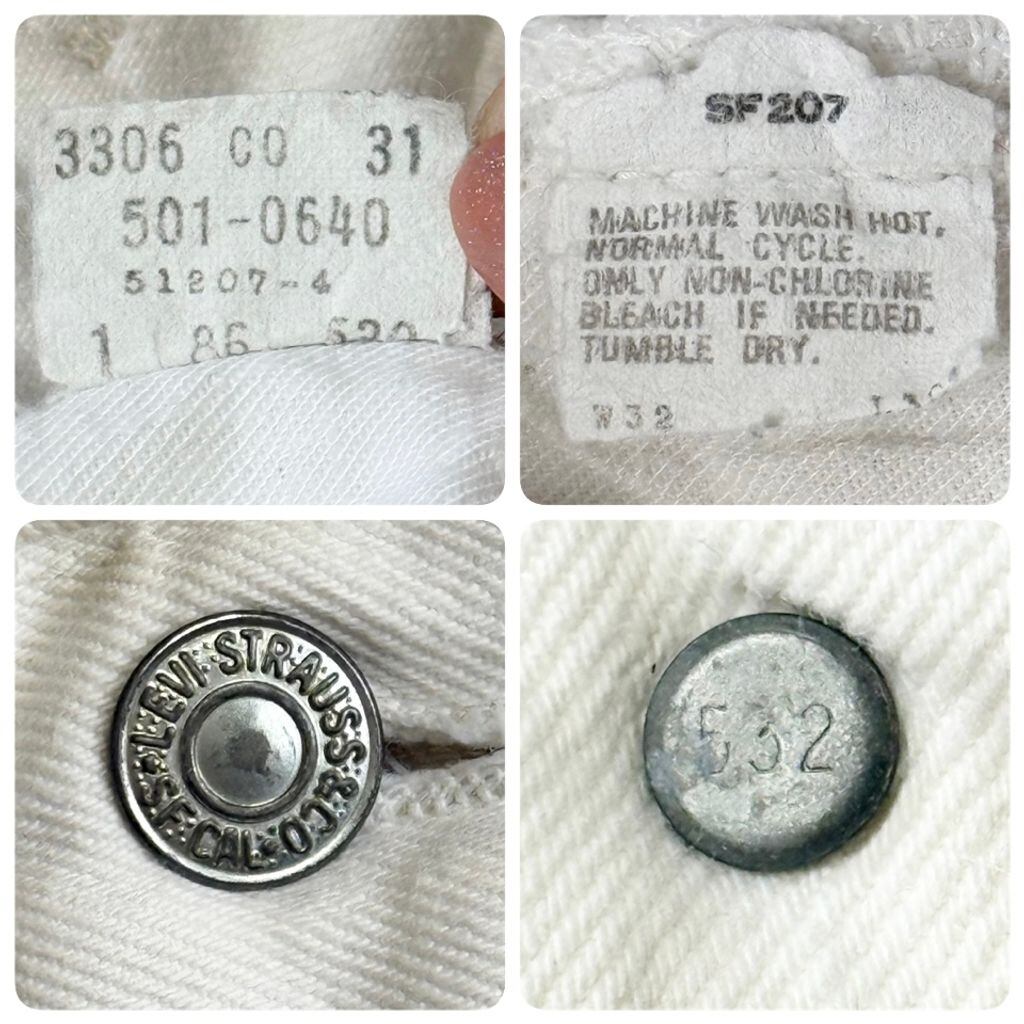 3306 CO 31
501-0640
51207-4
1 86 532
SF207
MACHINE WASH HOT.
NORMAL CYCLE.
ONLY NON-CHLORINE
BLEACH IF NEEDED.
TUMBLE DRY.
W32
LEVI STRAUSS & CO
S.F. CAL.
532